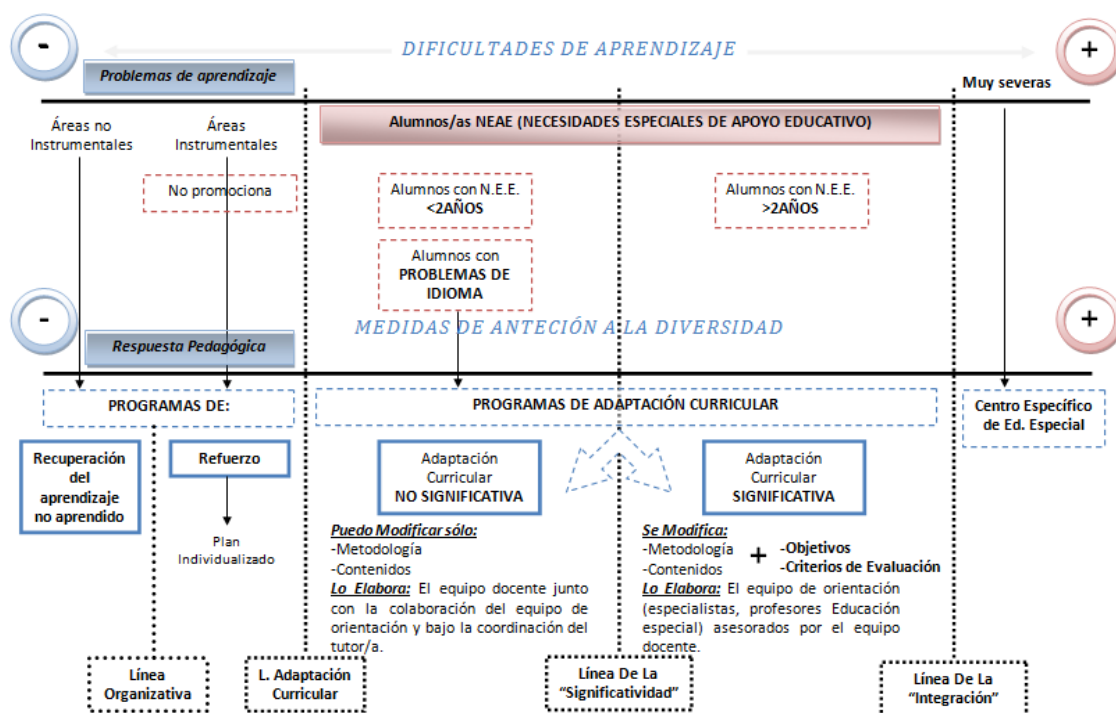 -
DIFICULTADES DE APRENDIZAJE
+
Problemas de aprendizaje
Muy severas
Áreas no
Instrumentales
Áreas
Instrumentales
Alumnos/as NEAE (NECESIDADES ESPECIALES DE APOYO EDUCATIVO)
No promociona
Alumnos con N.E.E.
<2AÑOS
Alumnos con N.E.E.
>2AÑOS
Alumnos con
PROBLEMAS DE
IDIOMA
-
MEDIDAS DE ANTECIÓN A LA DIVERSIDAD
+
Respuesta Pedagógica
PROGRAMAS DE:
PROGRAMAS DE ADAPTACIÓN CURRICULAR
Centro Específico
de Ed. Especial
Recuperación
del
aprendizaje
no aprendido
Refuerzo
Plan
Individualizado
Adaptación
Curricular
NO SIGNIFICATIVA
Adaptación
Curricular
SIGNIFICATIVA
Puedo Modificar sólo:
-Metodología
-Contenidos
Lo Elabora: El equipo docente junto
con la colaboración del equipo de
orientación y bajo la coordinación del
tutor/a.
Se Modifica:
-Metodología
-Contenidos
+
-Objetivos
-Criterios de Evaluación
Lo Elabora: El equipo de orientación
(especialistas, profesores Educación
especial) asesorados por el equipo
docente.
Línea
Organizativa
L. Adaptación
Curricular
Línea De La
"Significatividad"
Línea De La
"Integración"